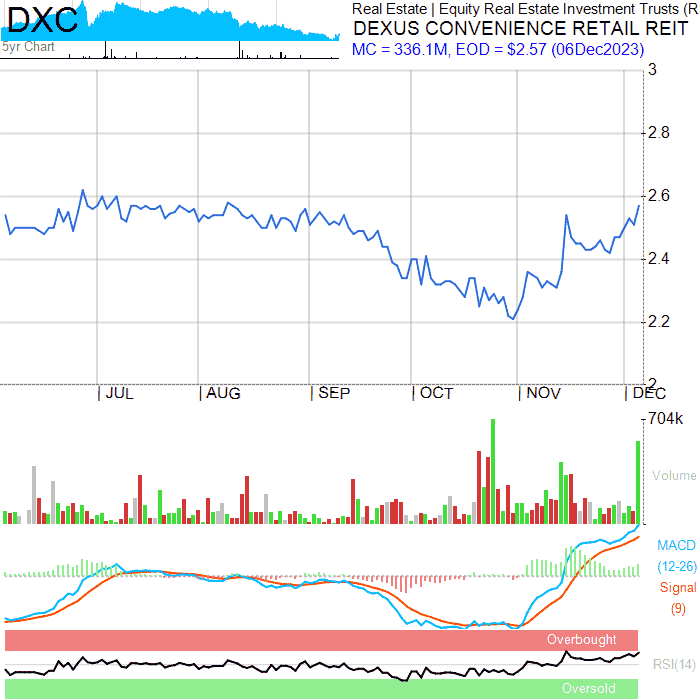 DXC
5yr Chart
Real Estate | Equity Real Estate Investment Trusts (R
DEXUS CONVENIENCE RETAIL REIT
MC = 336.1M, EOD = $2.57 (06Dec2023)
3
2.8
2.6
2.4
2.2
2
| JUL | AUG | SEP | OCT | NOV | DEC
704k
Volume
MACD
(12-26)
Signal
(9)
Overbought
RSI(14)
Oversold